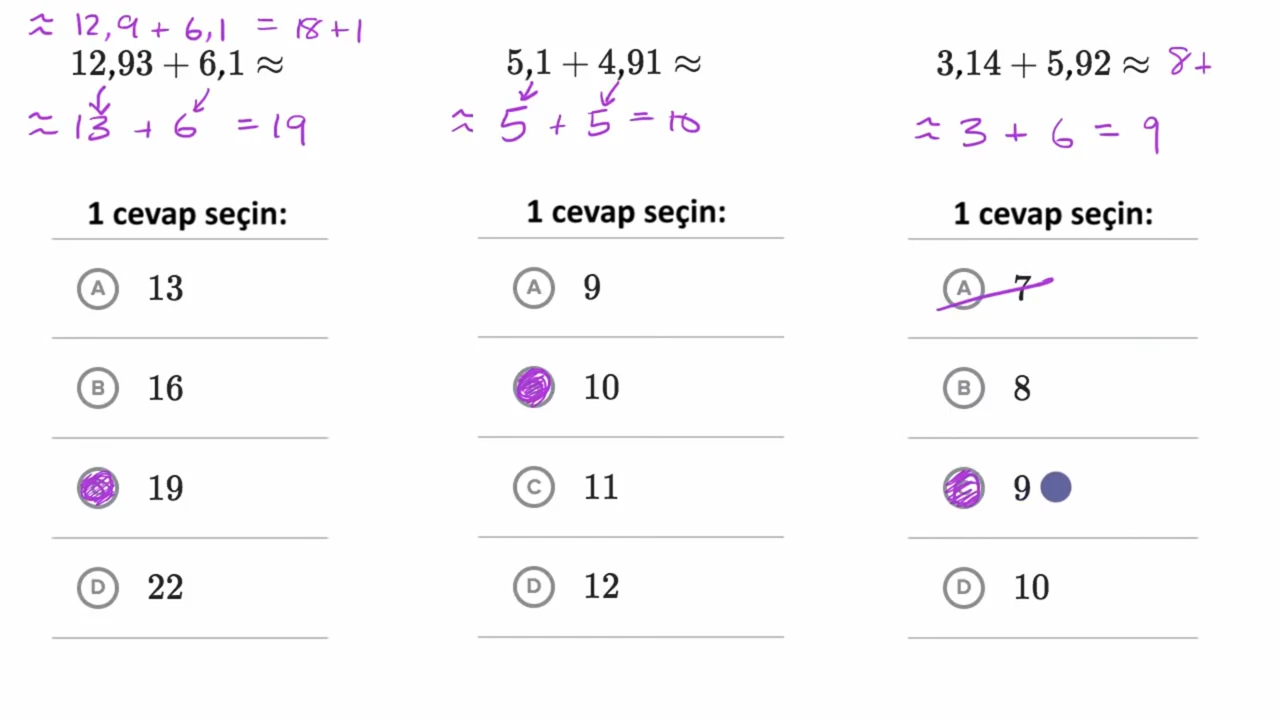 ≈ 12,9 + 6,1 = 18+1
12,93 + 6,1 ≈
≈ 13 + 6 = 19
1 cevap seçin:
A 13
B 16
19
D 22
5,1 + 4,91 ≈
≈ 5 + 5 = 10
1 cevap seçin:
A 9
10
C 11
D 12
3,14 + 5,92 ≈ 8+
≈ 3 + 6 = 9
1 cevap seçin:
A 7
B 8
C 9
D 10